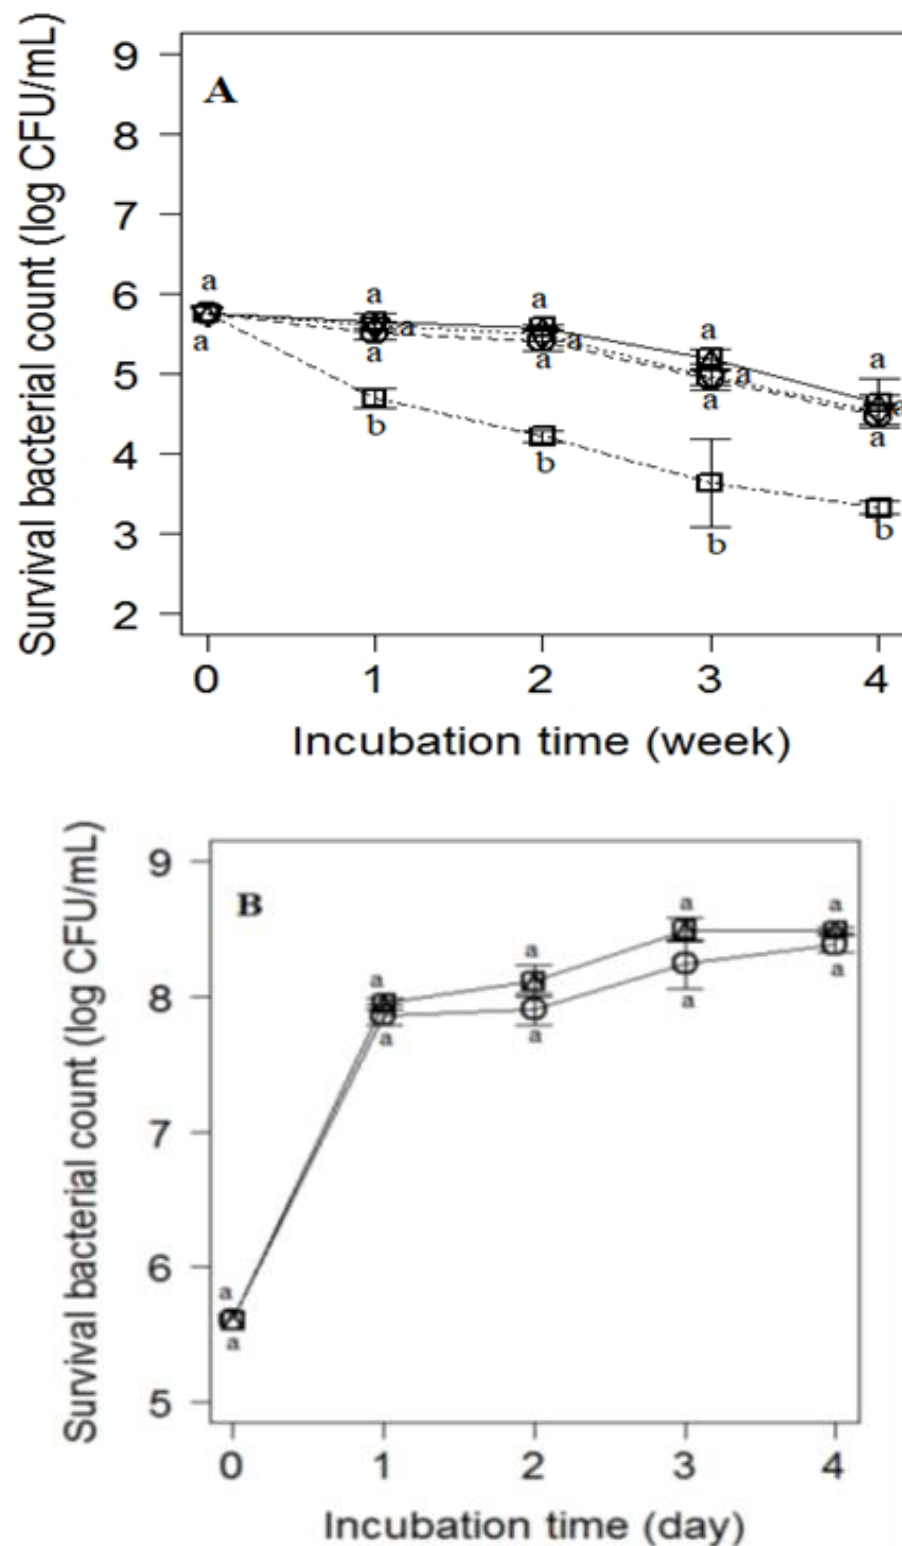 Survival bacterial count (log CFU/mL)
9
8
7
6
5
4
3
2
A
a
a
a
a
a
a
a
a
a
a
a
a
a
a
b
b
b
b
0 1 2 3 4
Incubation time (week)
Survival bacterial count (log CFU/mL)
9
8
7
6
5
B
a
a
a
a
a
a
a
a
a
a
0 1 2 3 4
Incubation time (day)